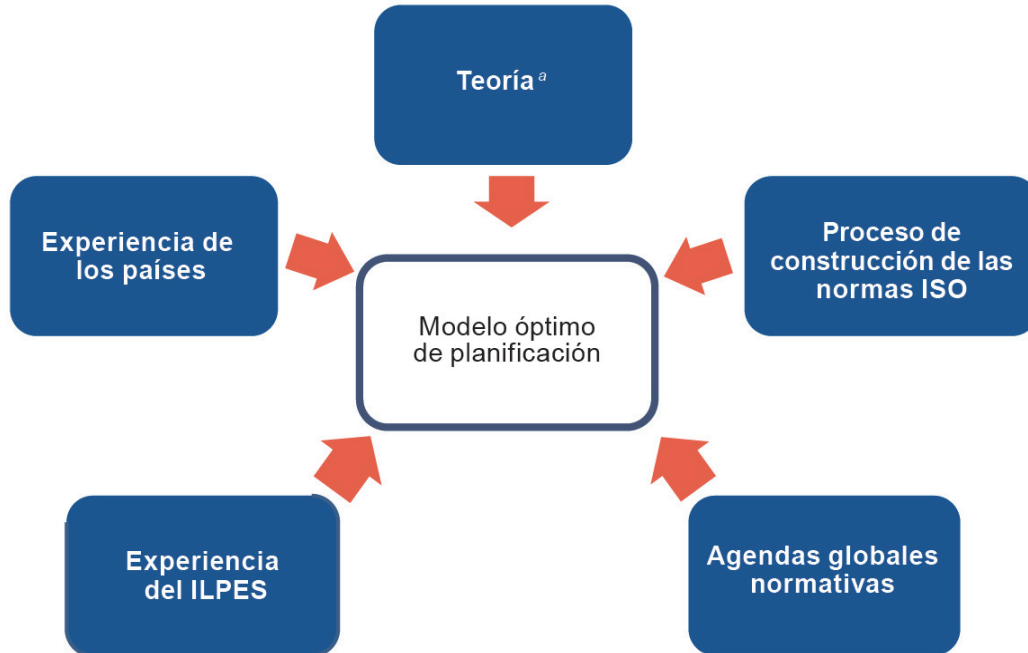 Teoría a
Experiencia de
los países
Proceso de
construcción de las
normas ISO
Modelo óptimo
de planificación
Experiencia
del ILPES
Agendas globales
normativas